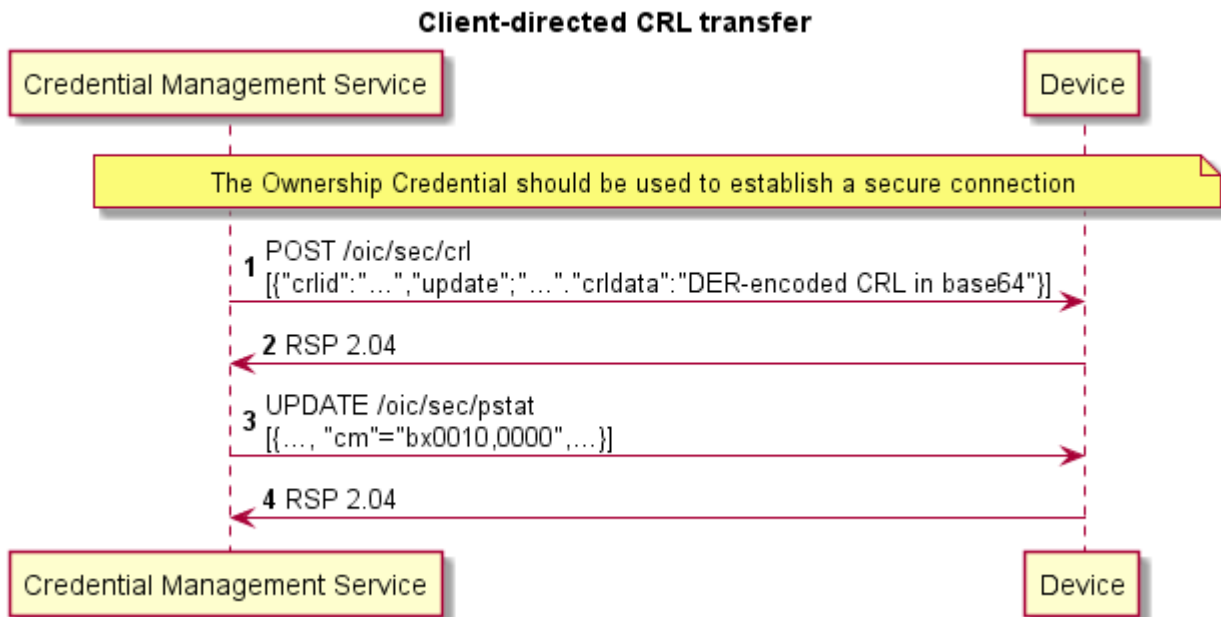 Client-directed CRL transfer
Credential Management Service
Device
The Ownership Credential should be used to establish a secure connection
1 POST /oic/sec/crl
[{"crlid":"...","update";"..."."crldata":"DER-encoded CRL in base64"}]
2 RSP 2.04
3 UPDATE /oic/sec/pstat
[{..., "cm"="bx0010,0000",...}]
4 RSP 2.04
Credential Management Service
Device